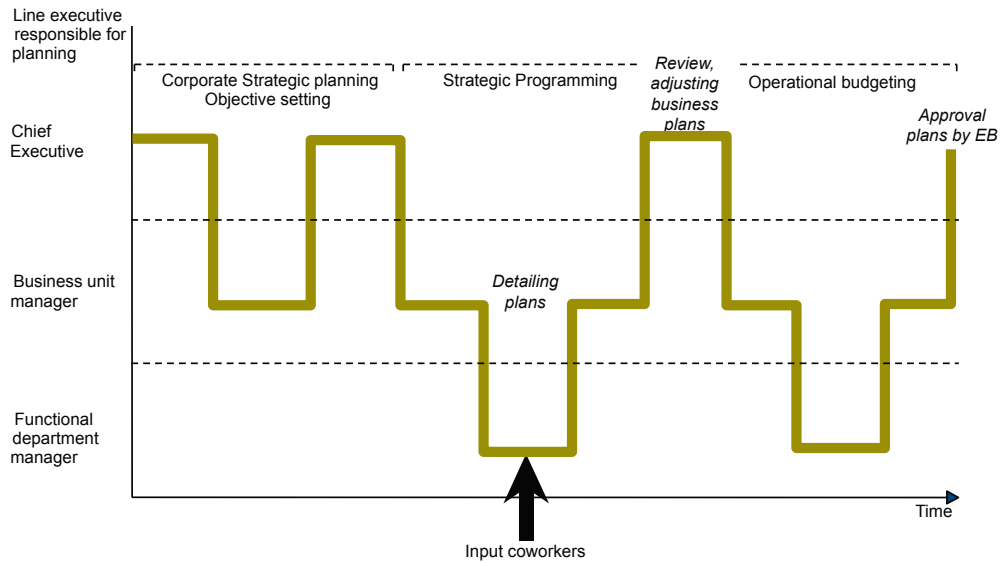 Line executive
responsible for
planning
Corporate Strategic planning
Objective setting
Strategic Programming
Review,
adjusting
business
plans
Operational budgeting
Approval
plans by EB
Chief
Executive
Business unit
manager
Detailing
plans
Functional
department
manager
Time
Input coworkers